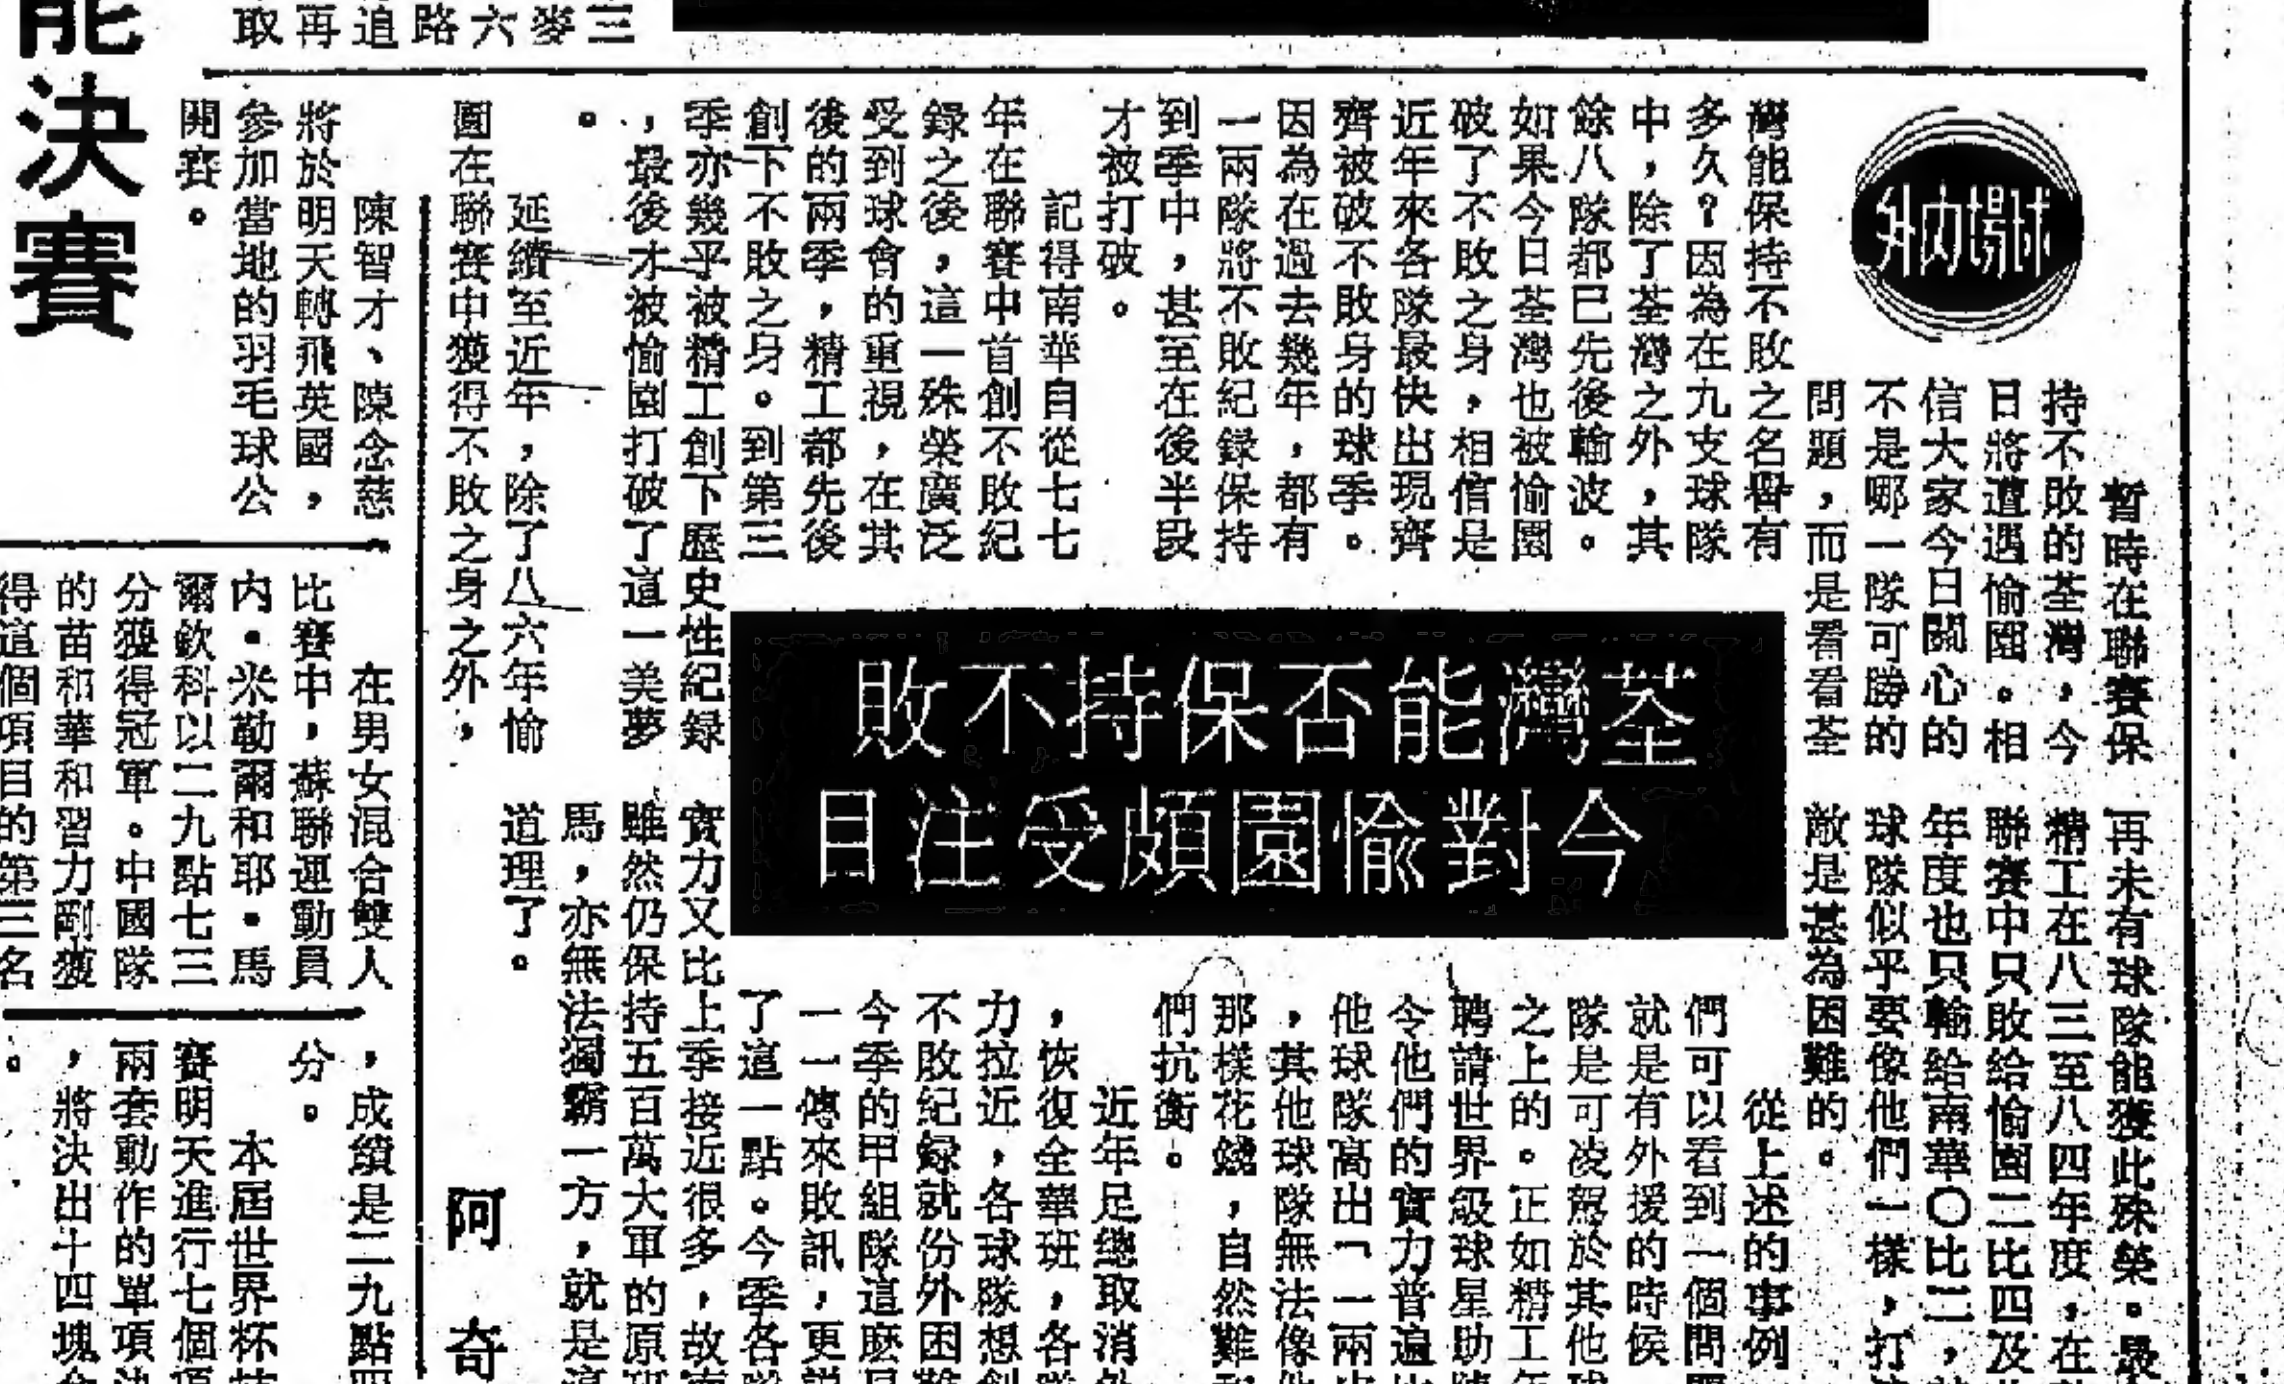 三麥六路追再取
能決賽
球場內外
暫時在聯賽保
持不敗的荃灣，今
日將遭遇愉園。相
信大家今日關心的
不是哪一隊可勝的
問題，而是看看荃
灣能保持不敗之名譽有
多久？因為在九支球隊
中，除了荃灣之外，其
餘八隊都已先後輸波。
如果今日荃灣也被愉園
破了不敗之身，相信是
近年來各隊最快出現齊
齊被破不敗身的球季。
因為在過去幾年，都有
一兩隊將不敗紀録保持
到季中，甚至在後半段
才被打破。
記得南華自從七七
年在聯賽中首創不敗紀
録之後，這一殊榮廣泛
受到球會的重視，在其
後的兩季，精工都先後
創下不敗之身。到第三
季亦幾乎被精工創下歷史性紀録
，最後才被愉園打破了這一美夢
。
延續至近年，除了八六年愉
園在聯賽中獲得不敗之身之外，
荃灣能否保持不敗
今對愉園頗受注目
再未有球隊能獲此殊榮。最
精工在八三至八四年度，在
聯賽中只敗給愉園二比四及
年度也只輸給南華〇比二，
球隊似乎要像他們一樣，打
敵是甚為困難的。
從上述的事例
們可以看到一個問
就是有外援的時候
隊是可凌駕於其他
之上的。正如精工
聘請世界級球星助
令他們的實力普遍
他球隊高出「一兩
，其他球隊無法像
那樣花錢，自然難
們抗衡。
近年足總取消
，恢復全華班，各
力拉近，各球隊想
不敗紀録就份外困
今季的甲組隊這麼
一一傳來敗訊，更
了這一點。今季各
實力又比上季接近很多，故
雖然仍保持五百萬大軍的原
馬，亦無法獨霸一方，就是
道理了。
阿奇
陳智才、陳念慈
將於明天轉飛英國，
參加當地的羽毛球公
開賽。
在男女混合雙人
比賽中，蘇聯運動員
内・米勒爾和耶・馬
爾欽科以二九點七三
分獲得冠軍。中國隊
的苗和華和習力剛獲
得這個項目的第三名
，成績是二九點
分。
本屆世界杯
賽明天進行七個項
兩套動作的單項決
，將決出十四塊
。